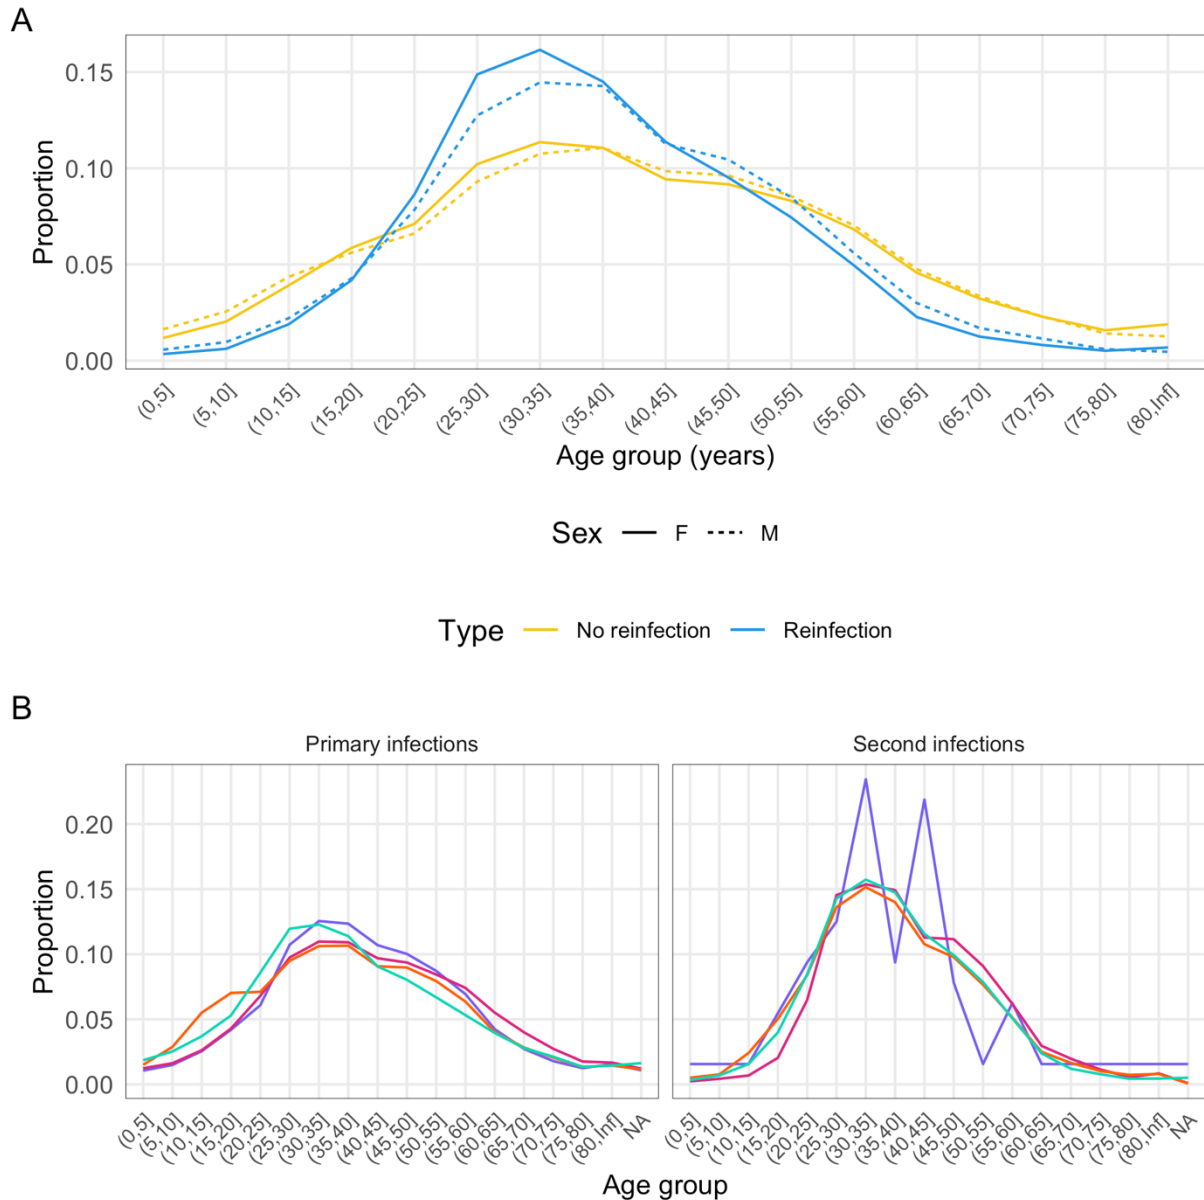 A
Proportion
0.15
0.10
0.05
0.00
(0,5] (5,10] (10,15] (15,20] (20,25] (25,30] (30,35] (35,40] (40,45] (45,50] (50,55] (55,60] (60,65] (65,70] (70,75] (75,80] (80,Inf]
Age group (years)
Sex F M
Type No reinfection Reinfection
B
Primary infections Second infections
Proportion
0.20
0.15
0.10
0.05
0.00
(0,5] (5,10] (10,15] (15,20] (20,25] (25,30] (30,35] (35,40] (40,45] (45,50] (50,55] (55,60] (60,65] (65,70] (70,75] (75,80] (80,Inf] NA (0,5] (5,10] (10,15] (15,20] (20,25] (25,30] (30,35] (35,40] (40,45] (45,50] (50,55] (55,60] (60,65] (65,70] (70,75] (75,80] (80,Inf] NA
Age group